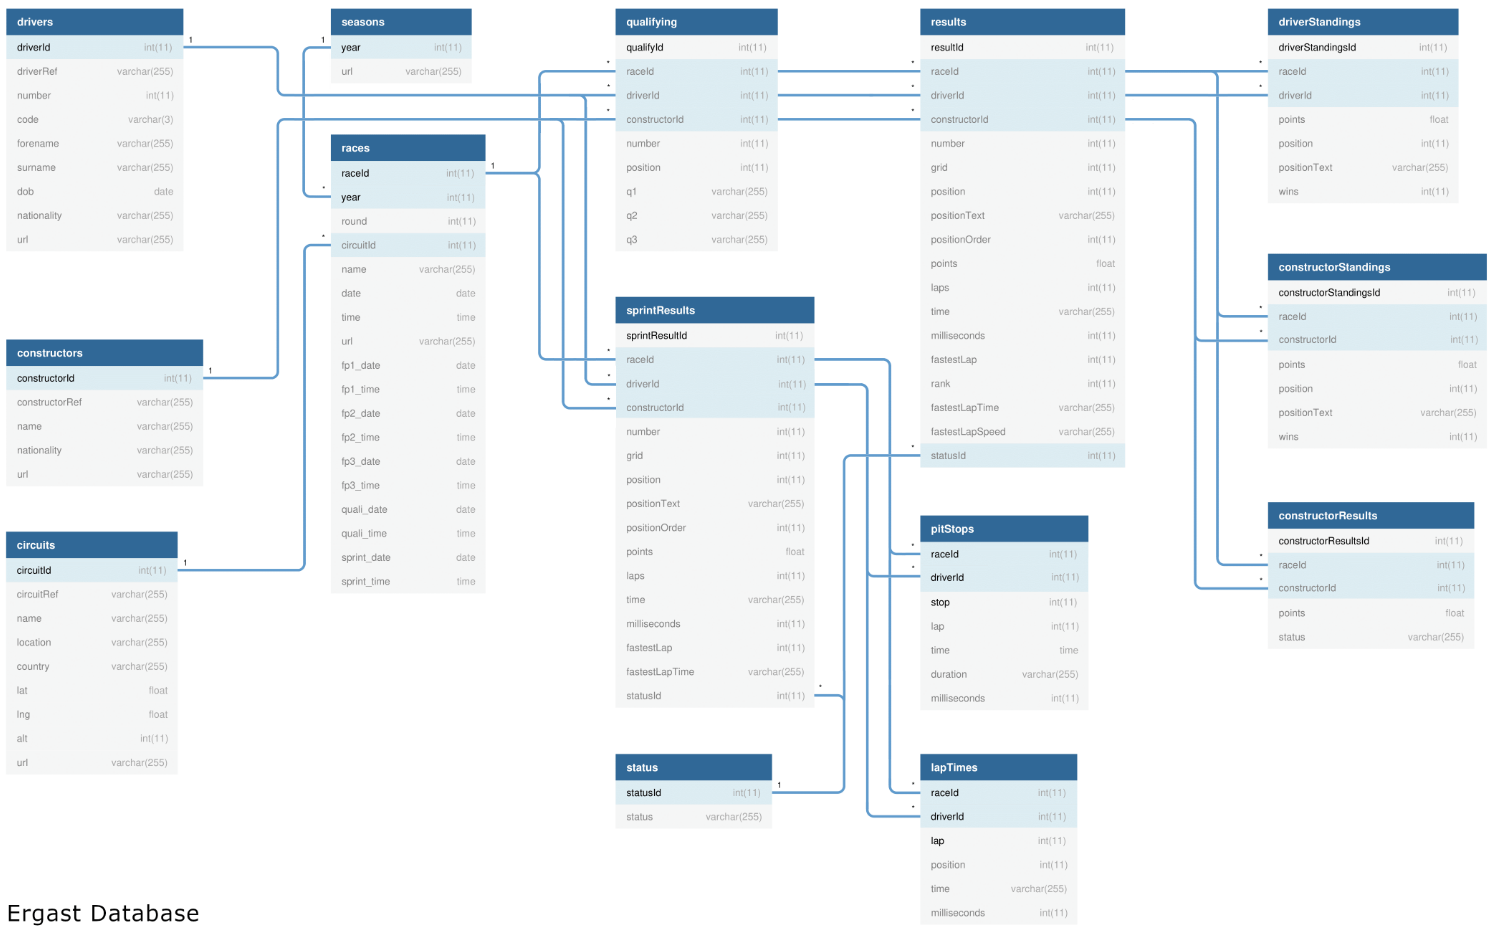 drivers
driverId int(11)
driverRef varchar(255)
number int(11)
code varchar(3)
forename varchar(255)
surname varchar(255)
dob date
nationality varchar(255)
url varchar(255)
1
constructors
constructorId int(11)
constructorRef varchar(255)
name varchar(255)
nationality varchar(255)
url varchar(255)
1
circuits
circuitId int(11)
circuitRef varchar(255)
name varchar(255)
location varchar(255)
country varchar(255)
lat float
lng float
alt int(11)
url varchar(255)
1
seasons
1
year int(11)
url varchar(255)
races
raceId int(11)
1
*
year int(11)
round int(11)
*
circuitId int(11)
name varchar(255)
date date
time time
url varchar(255)
fp1_date date
fp1_time time
fp2_date date
fp2_time time
fp3_date date
fp3_time time
quali_date date
quali_time time
sprint_date date
sprint_time time
qualifying
qualifyId int(11)
*
raceId int(11)
*
driverId int(11)
*
constructorId int(11)
number int(11)
position int(11)
q1 varchar(255)
q2 varchar(255)
q3 varchar(255)
sprintResults
sprintResultId int(11)
*
raceId int(11)
*
driverId int(11)
*
constructorId int(11)
number int(11)
grid int(11)
position int(11)
positionText varchar(255)
positionOrder int(11)
points float
laps int(11)
time varchar(255)
milliseconds int(11)
fastestLap int(11)
fastestLapTime varchar(255)
statusId int(11)
*
status
statusId int(11)
1
status varchar(255)
results
resultId int(11)
*
raceId int(11)
*
driverId int(11)
*
constructorId int(11)
number int(11)
grid int(11)
position int(11)
positionText varchar(255)
positionOrder int(11)
points float
laps int(11)
time varchar(255)
milliseconds int(11)
fastestLap int(11)
rank int(11)
fastestLapTime varchar(255)
fastestLapSpeed varchar(255)
*
statusId int(11)
pitStops
*
raceId int(11)
*
driverId int(11)
stop int(11)
lap int(11)
time time
duration varchar(255)
milliseconds int(11)
lapTimes
*
raceId int(11)
*
driverId int(11)
lap int(11)
position int(11)
time varchar(255)
milliseconds int(11)
driverStandings
driverStandingsId int(11)
*
raceId int(11)
*
driverId int(11)
points float
position int(11)
positionText varchar(255)
wins int(11)
constructorStandings
constructorStandingsId int(11)
*
raceId int(11)
*
constructorId int(11)
points float
position int(11)
positionText varchar(255)
wins int(11)
constructorResults
constructorResultsId int(11)
*
raceId int(11)
*
constructorId int(11)
points float
status varchar(255)
Ergast Database